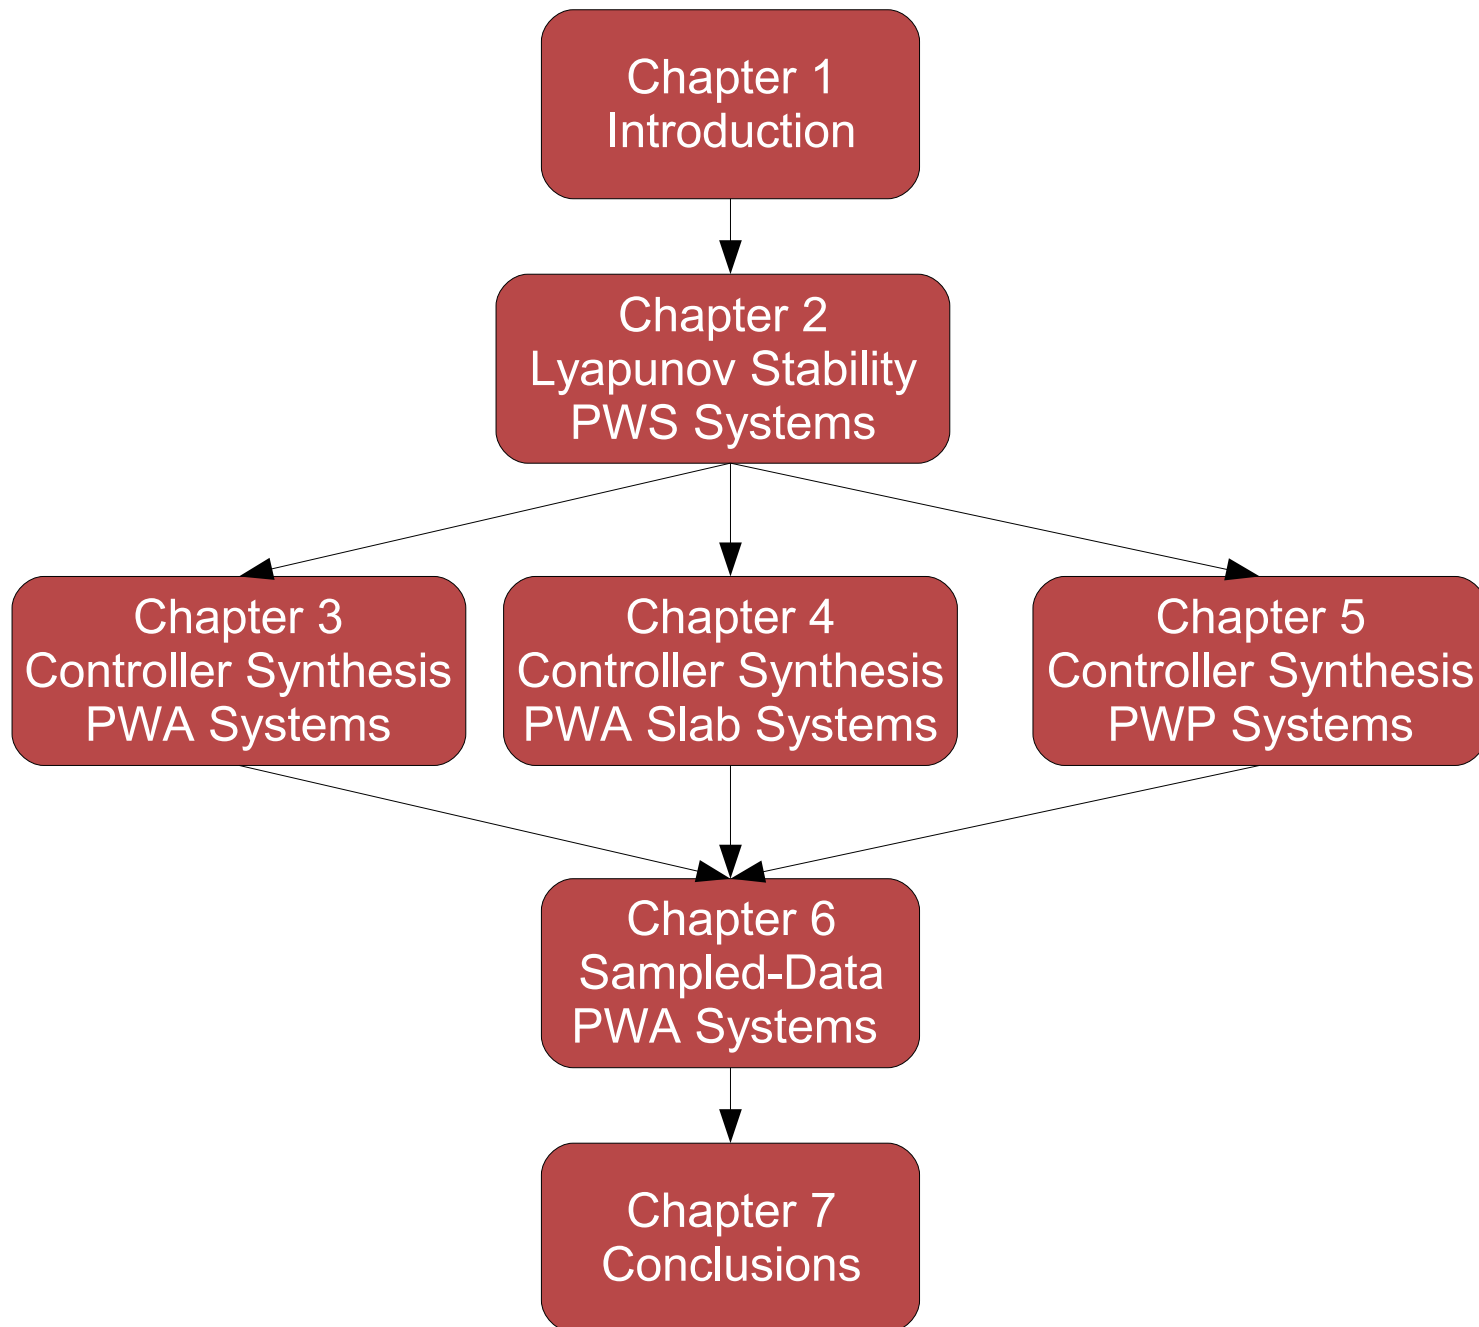 Chapter 1
Introduction
Chapter 2
Lyapunov Stability
PWS Systems
Chapter 3
Controller Synthesis
PWA Systems
Chapter 4
Controller Synthesis
PWA Slab Systems
Chapter 5
Controller Synthesis
PWP Systems
Chapter 6
Sampled-Data
PWA Systems
Chapter 7
Conclusions